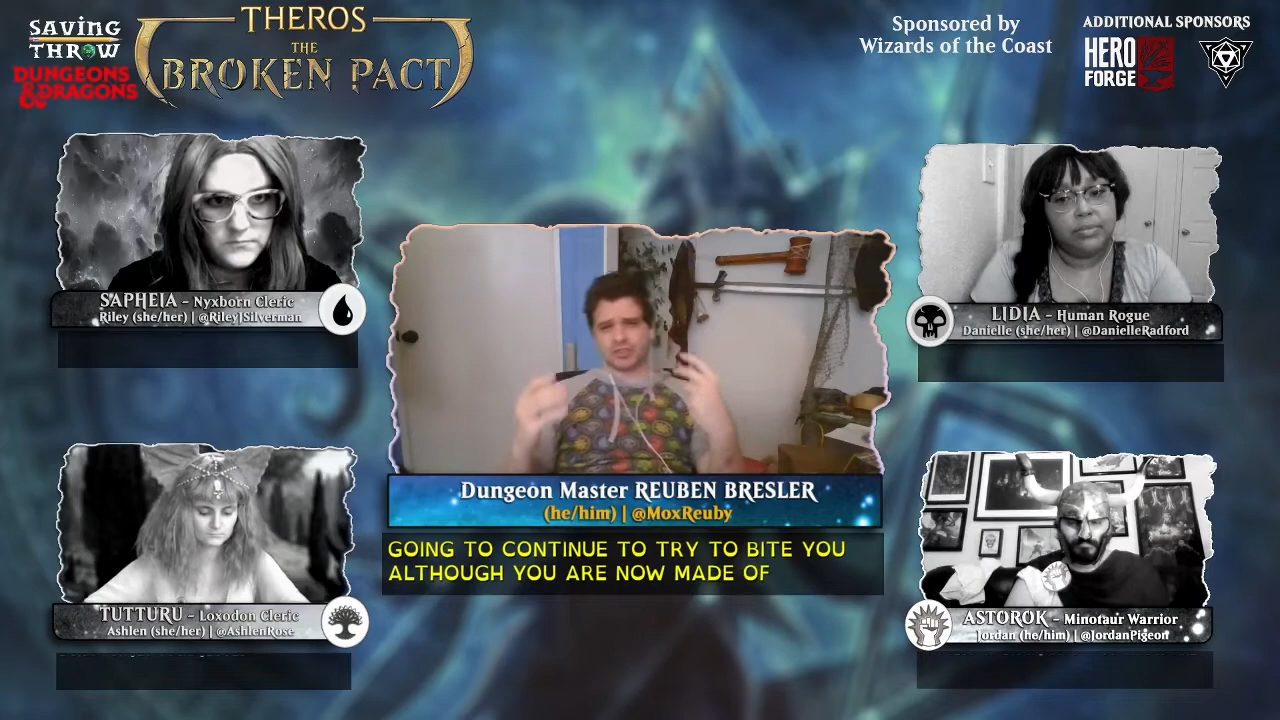 SAVING
THROW
DUNGEONS
& DRAGONS
THEROS
THE
BROKEN PACT
Sponsored by
Wizards of the Coast
ADDITIONAL SPONSORS
HERO
FORGE
SAPHEIA - Nyxborn Cleric
Riley (she/her) | @RileyJSilverman
LIDIA - Human Rogue
Danielle (she/her) | @DanielleRadford
Dungeon Master REUBEN BRESLER
(he/him) | @MoxReuby
GOING TO CONTINUE TO TRY TO BITE YOU
ALTHOUGH YOU ARE NOW MADE OF
TUTTURU - Loxodon Cleric
Ashlen (she/her) | @AshlenRose
ASTOROK - Minotaur Warrior
Jordan (he/him) | @JordanPigeon